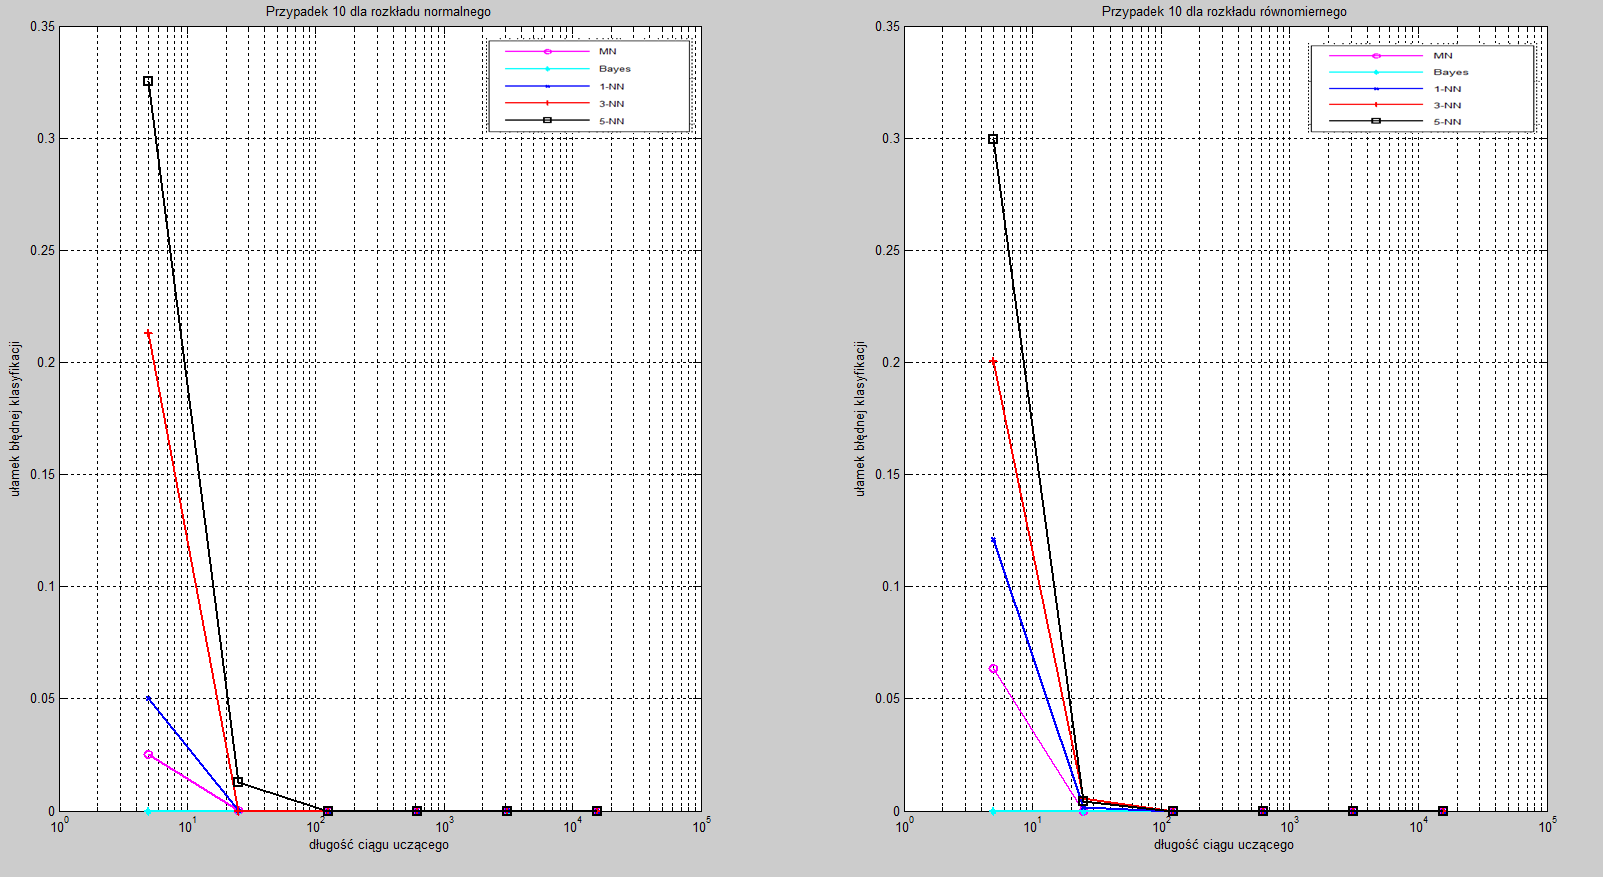 Przypadek 10 dla rozkładu normalnego
0.35
0.3
0.25
0.2
0.15
0.1
0.05
0
ułamek błędnej klasyfikacji
MN
Bayes
1-NN
3-NN
5-NN
10^0
10^1
10^2
10^3
10^4
10^5
długość ciągu uczącego
Przypadek 10 dla rozkładu równomiernego
0.35
0.3
0.25
0.2
0.15
0.1
0.05
0
ułamek błędnej klasyfikacji
MN
Bayes
1-NN
3-NN
5-NN
10^0
10^1
10^2
10^3
10^4
10^5
długość ciągu uczącego